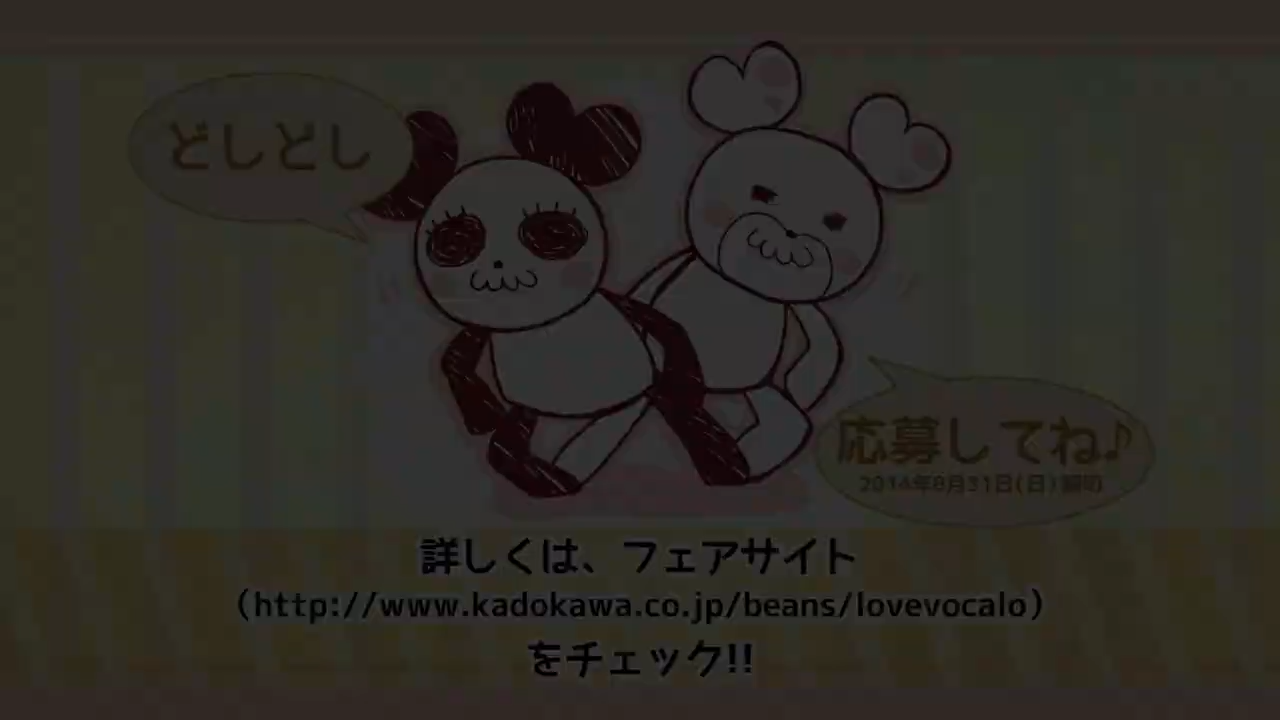 どしどし
応募してね♪
2014年8月31日(日)締切
詳しくは、フェアサイト
(http://www.kadokawa.co.jp/beans/lovevocalo)
をチェック!!